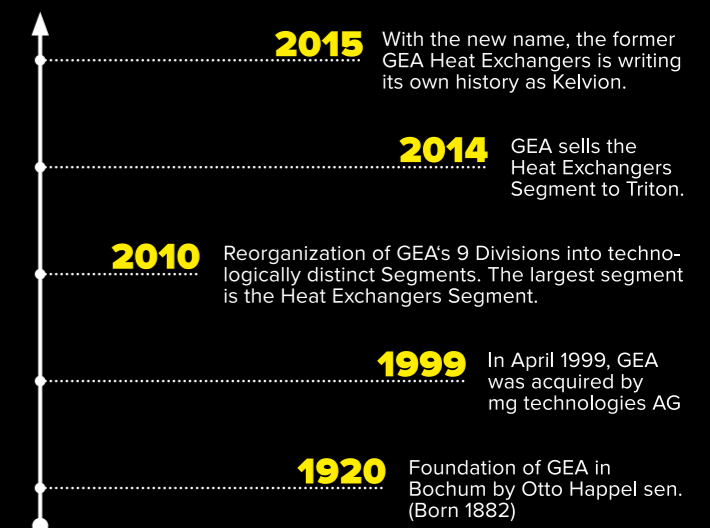 2015
With the new name, the former
GEA Heat Exchangers is writing
its own history as Kelvion.
2014
GEA sells the
Heat Exchangers
Segment to Triton.
2010
Reorganization of GEA‘s 9 Divisions into techno-
logically distinct Segments. The largest segment
is the Heat Exchangers Segment.
1999
In April 1999, GEA
was acquired by
mg technologies AG
1920
Foundation of GEA in
Bochum by Otto Happel sen.
(Born 1882)